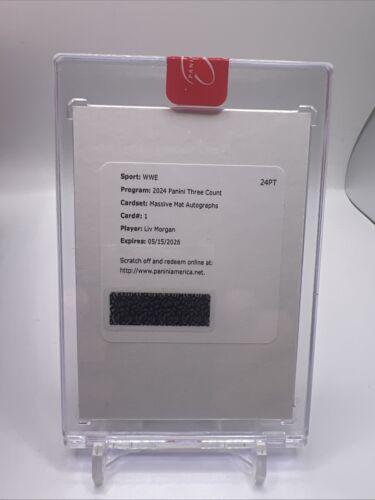 PANINI
Sport: WWE
24PT
Program: 2024 Panini Three Count
Cardset: Massive Mat Autographs
Card#: 1
Player: Liv Morgan
Expires: 05/15/2026
Scratch off and redeem online at:
http://www.paniniamerica.net.